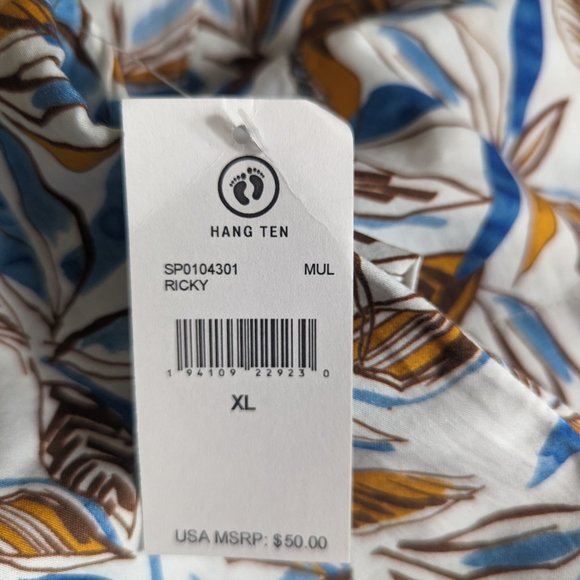 HANG TEN
SP0104301 MUL
RICKY
1 94109 22923 0
XL
USA MSRP: $50.00